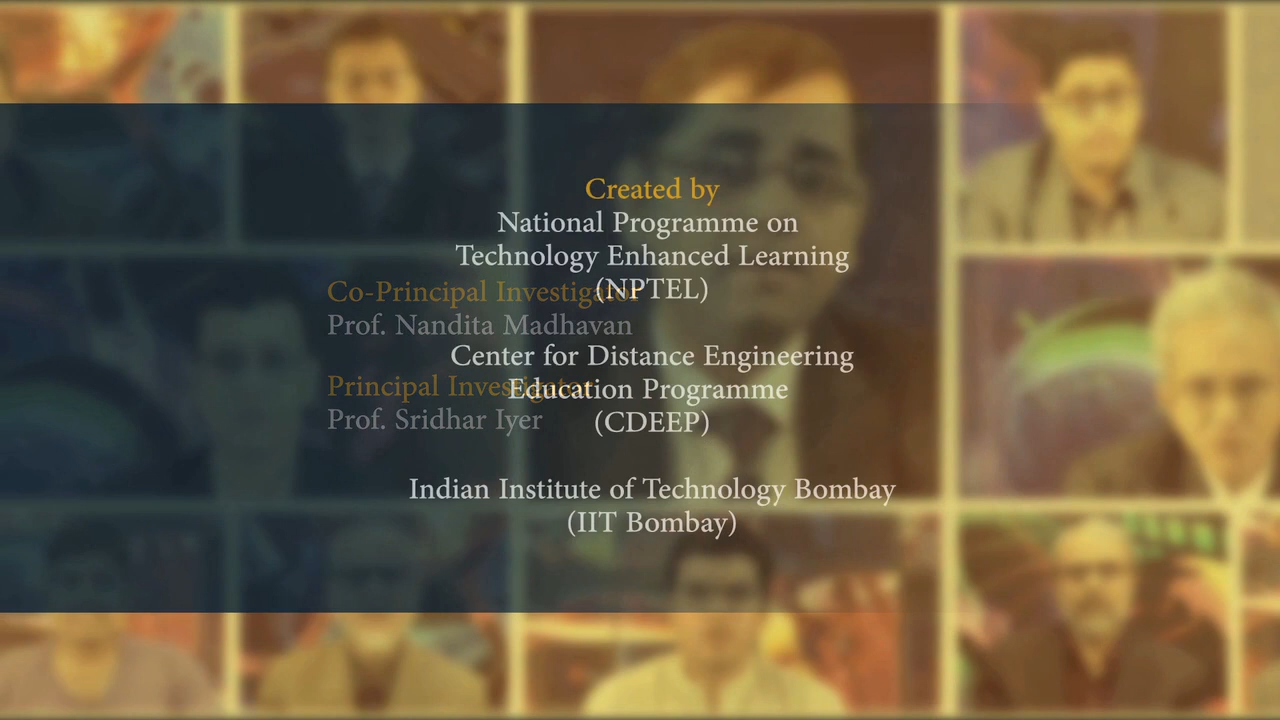 Created by
National Programme on
Technology Enhanced Learning
(NPTEL)
Co-Principal Investigator
Prof. Nandita Madhavan
Center for Distance Engineering
Education Programme
(CDEEP)
Principal Investigator
Prof. Sridhar Iyer
Indian Institute of Technology Bombay
(IIT Bombay)